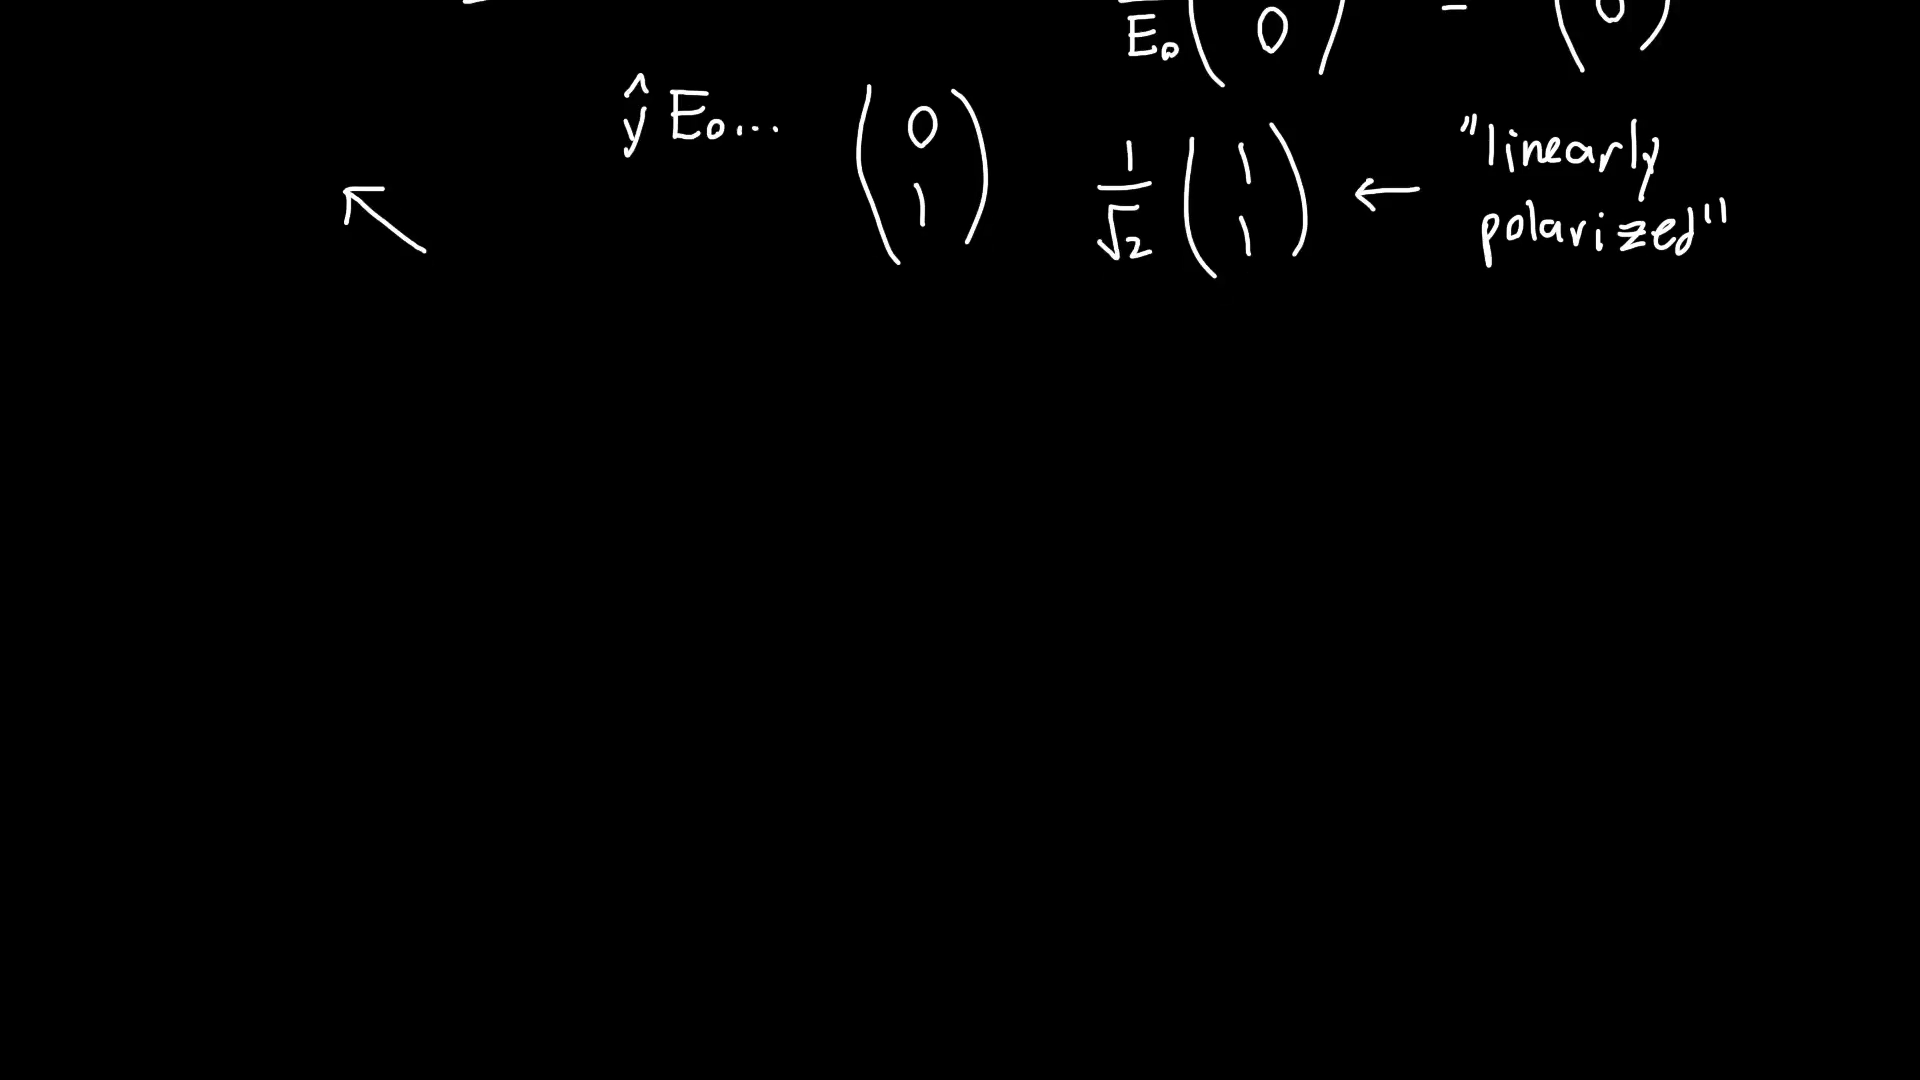 E₀ ( 0 ) = ( 0 )
ŷ E₀... ( 0 1 ) 1/√2 ( 1 1 ) ← "linearly
polarized"